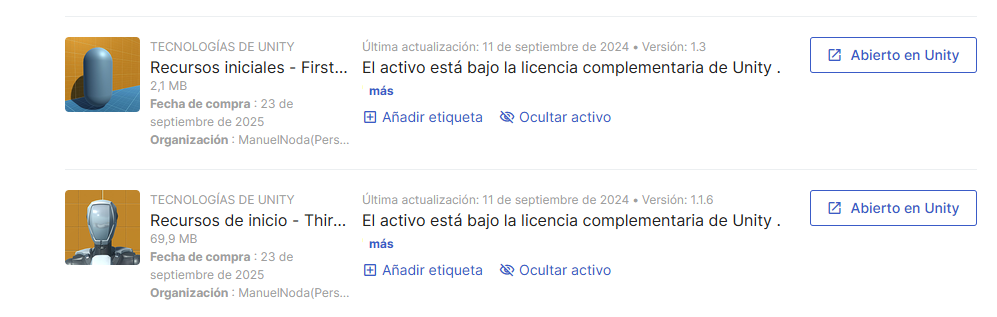 TECNOLOGÍAS DE UNITY
Recursos iniciales - First...
2,1 MB
Fecha de compra : 23 de
septiembre de 2025
Organización : ManuelNoda(Pers...
Última actualización: 11 de septiembre de 2024 • Versión: 1.3
El activo está bajo la licencia complementaria de Unity .
más
Añadir etiqueta
Ocultar activo
Abierto en Unity
TECNOLOGÍAS DE UNITY
Recursos de inicio - Thir...
69,9 MB
Fecha de compra : 23 de
septiembre de 2025
Organización : ManuelNoda(Pers...
Última actualización: 11 de septiembre de 2024 • Versión: 1.1.6
El activo está bajo la licencia complementaria de Unity .
más
Añadir etiqueta
Ocultar activo
Abierto en Unity